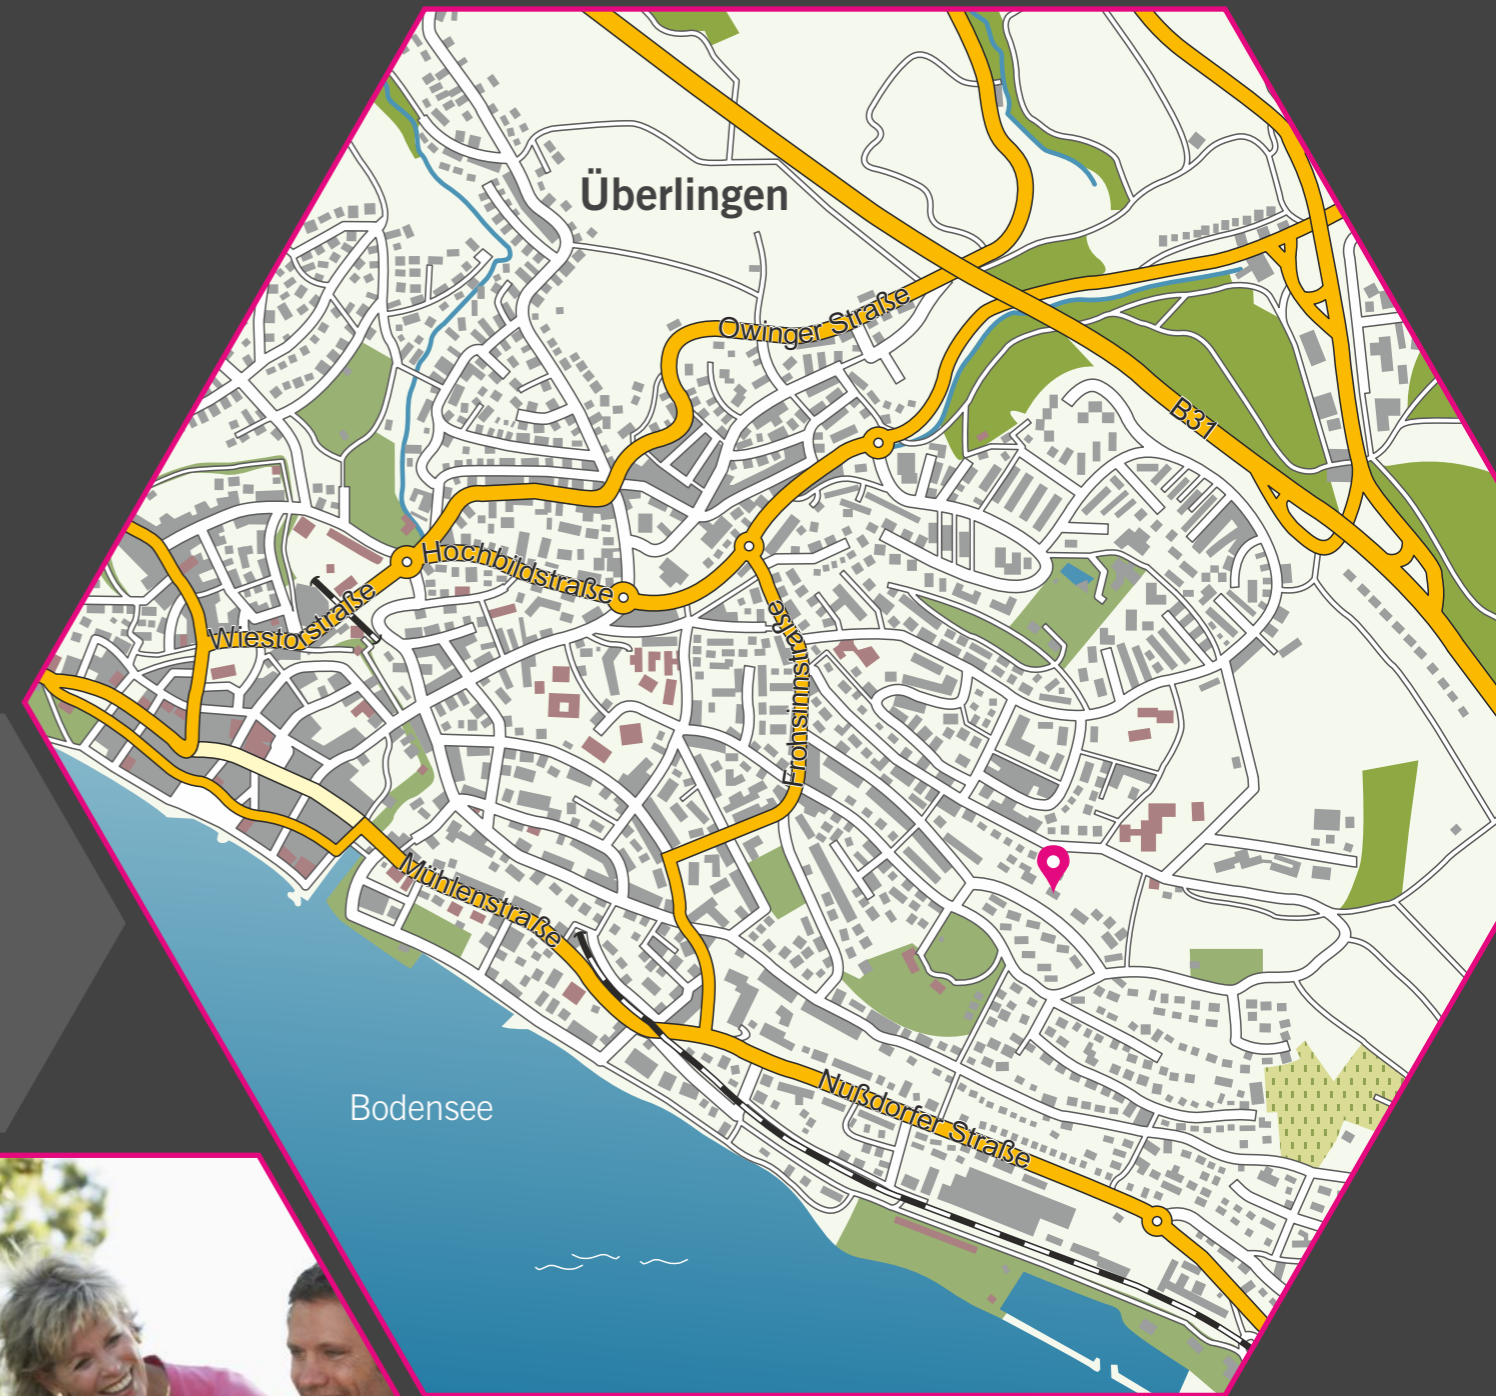 Überlingen
Owinger Straße
B31
Hochbildstraße
Wiestorstraße
Frohsinnstraße
Mühlenstraße
Nußdorfer Straße
Bodensee